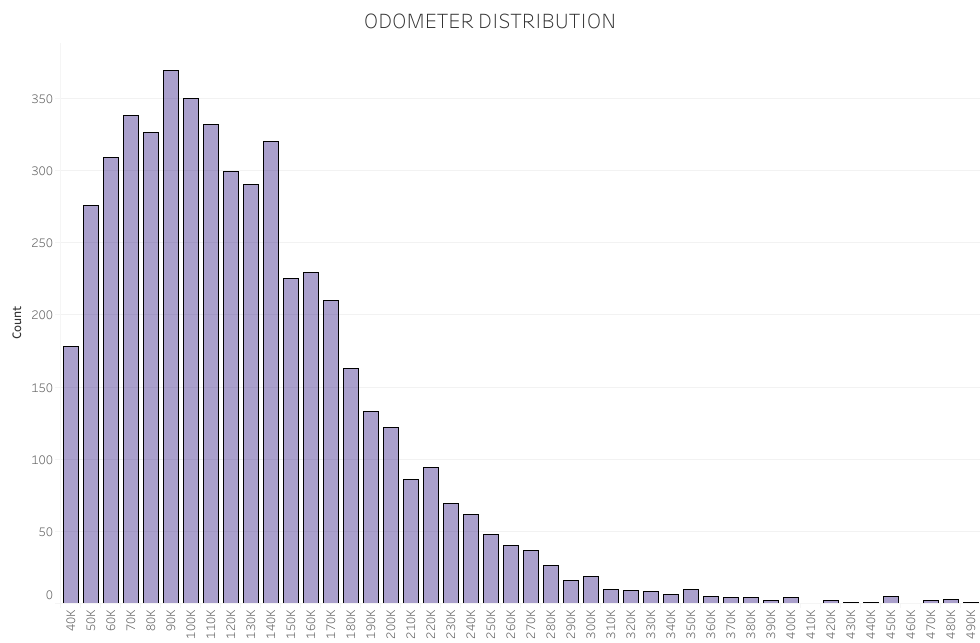 ODOMETER DISTRIBUTION
350
300
250
200
150
100
50
0
Count
40K
50K
60K
70K
80K
90K
100K
110K
120K
130K
140K
150K
160K
170K
180K
190K
200K
210K
220K
230K
240K
250K
260K
270K
280K
290K
300K
310K
320K
330K
340K
350K
360K
370K
380K
390K
400K
410K
420K
430K
440K
450K
460K
470K
480K
490K